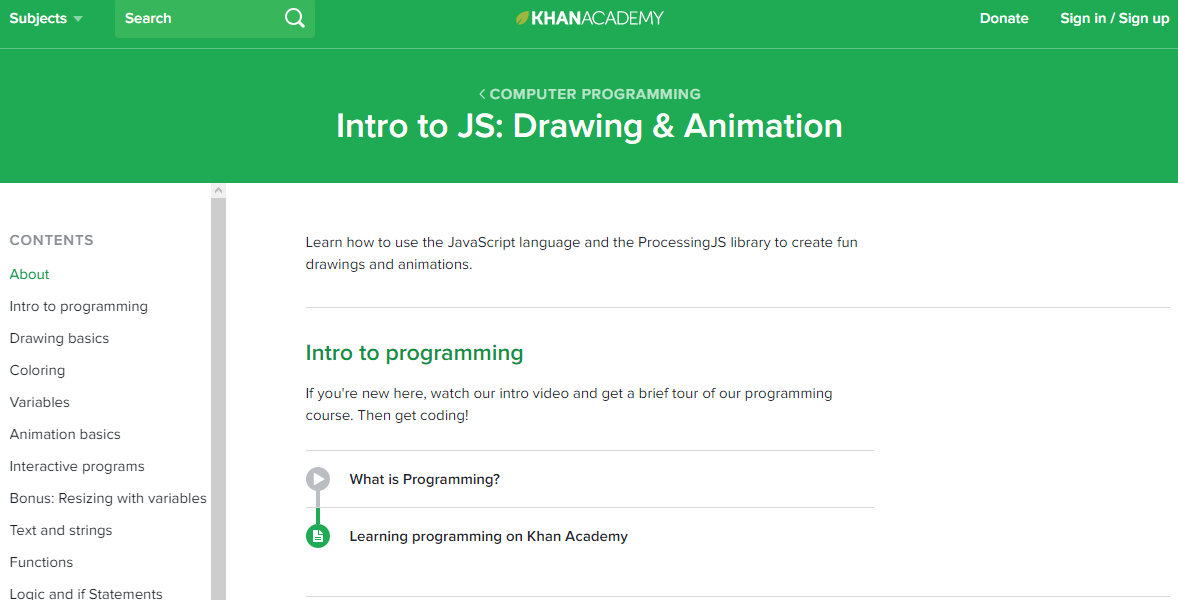 Subjects
Search
KHANACADEMY
Donate
Sign in / Sign up
< COMPUTER PROGRAMMING
Intro to JS: Drawing & Animation
CONTENTS
About
Intro to programming
Drawing basics
Coloring
Variables
Animation basics
Interactive programs
Bonus: Resizing with variables
Text and strings
Functions
Logic and if Statements
Learn how to use the JavaScript language and the ProcessingJS library to create fun
drawings and animations.
Intro to programming
If you're new here, watch our intro video and get a brief tour of our programming
course. Then get coding!
What is Programming?
Learning programming on Khan Academy